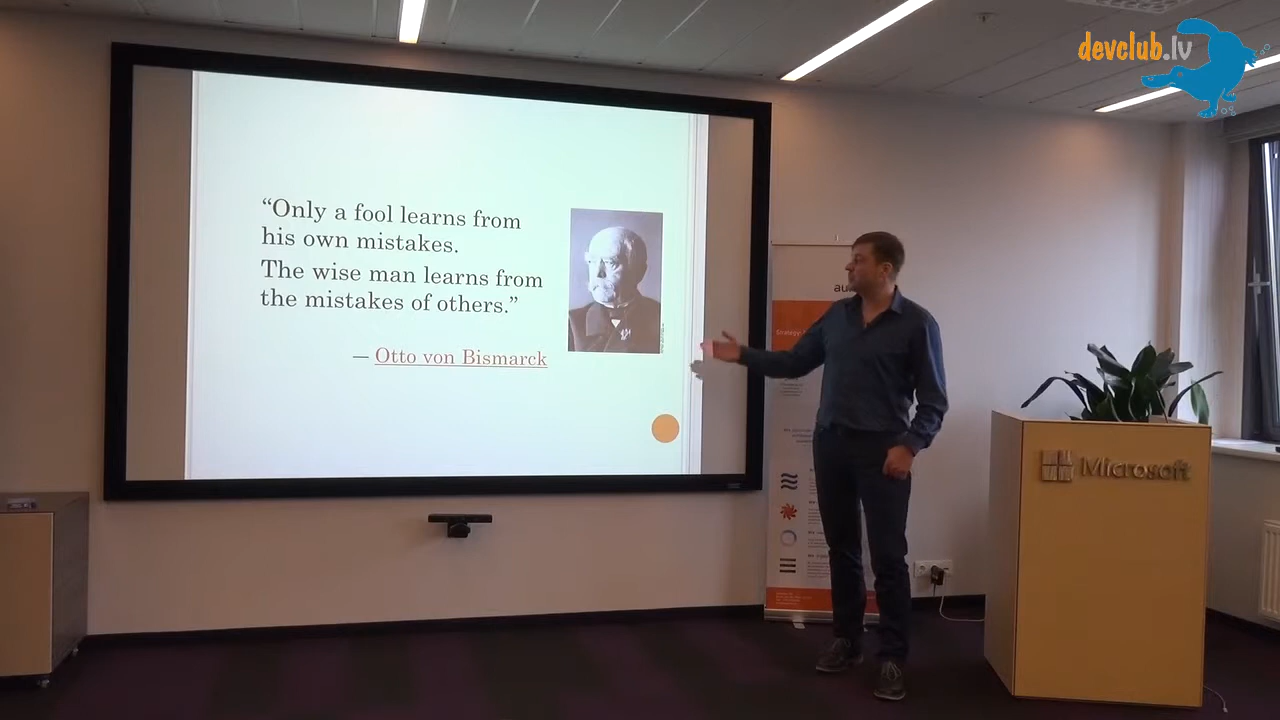 devclub.lv
“Only a fool learns from
his own mistakes.
The wise man learns from
the mistakes of others.”
— Otto von Bismarck
Strategy
Microsoft